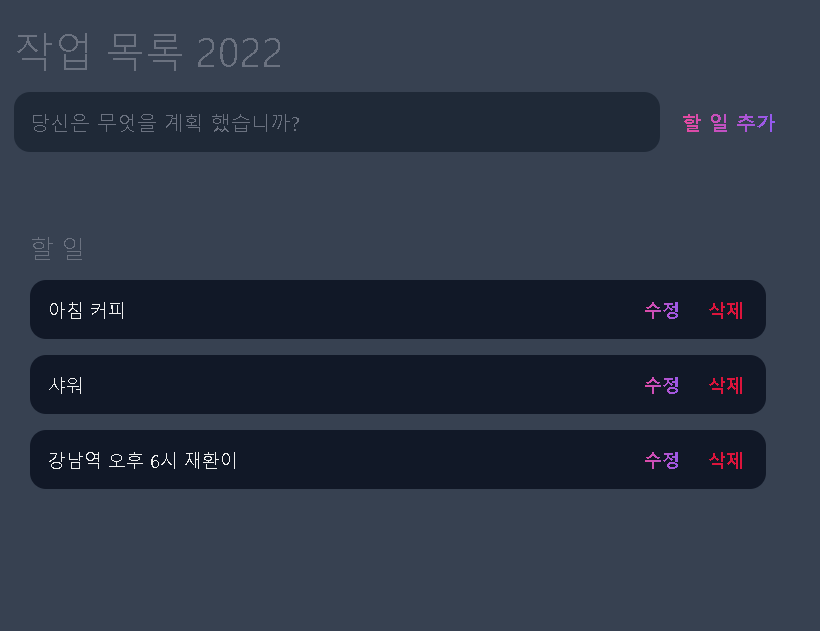 작업 목록 2022
당신은 무엇을 계획 했습니까? 할 일 추가
할 일
아침 커피 수정 삭제
샤워 수정 삭제
강남역 오후 6시 재환이 수정 삭제